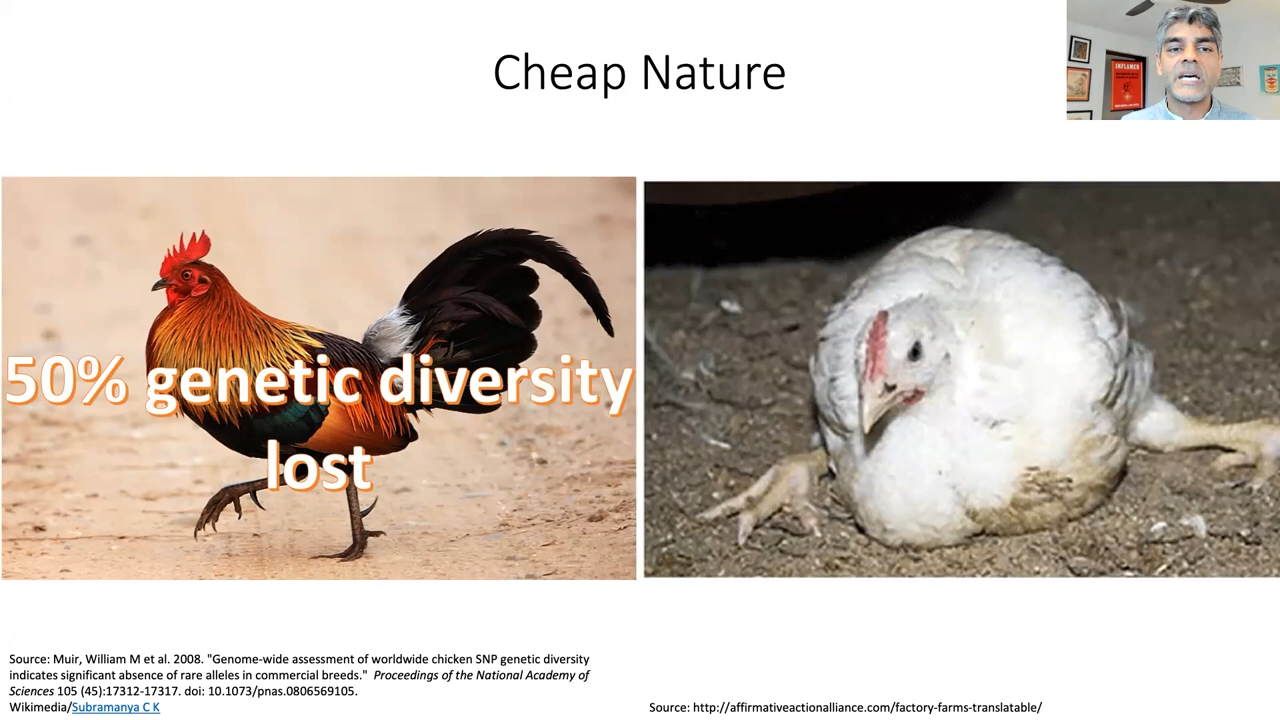 Cheap Nature
INFLAMED
50% genetic diversity
lost
Source: Muir, William M et al. 2008. "Genome-wide assessment of worldwide chicken SNP genetic diversity
indicates significant absence of rare alleles in commercial breeds." Proceedings of the National Academy of
Sciences 105 (45):17312-17317. doi: 10.1073/pnas.0806569105.
Wikimedia/Subramanya C K
Source: http://affirmativeactionalliance.com/factory-farms-translatable/